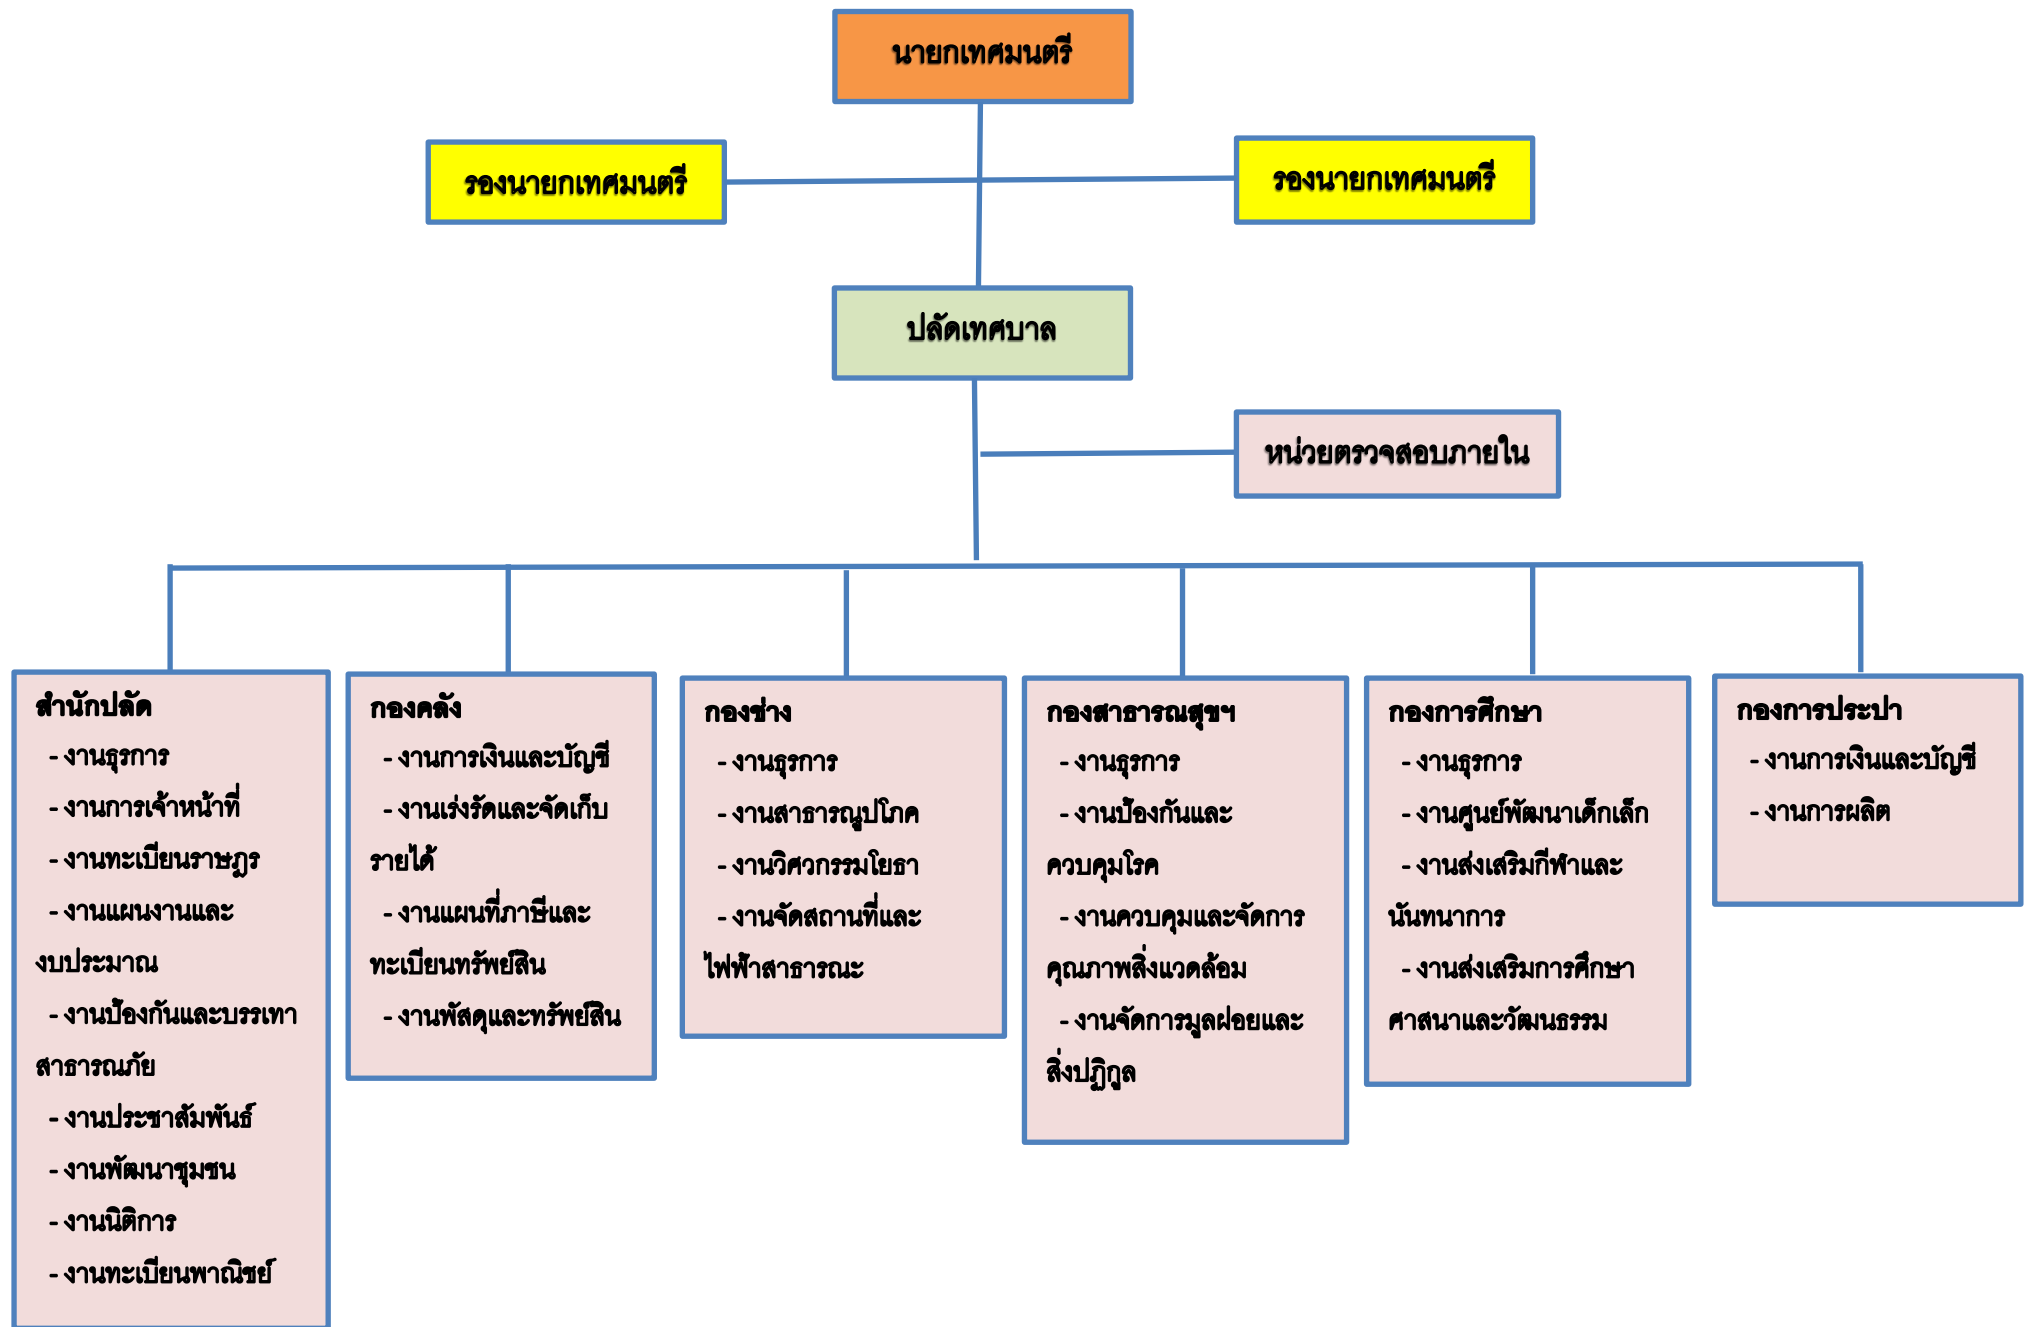 นายกเทศมนตรี
รองนายกเทศมนตรี
รองนายกเทศมนตรี
ปลัดเทศบาล
หน่วยตรวจสอบภายใน
สำนักปลัด
- งานธุรการ
- งานการเจ้าหน้าที่
- งานทะเบียนราษฎร
- งานแผนงานและ
งบประมาณ
- งานป้องกันและบรรเทา
สาธารณภัย
- งานประชาสัมพันธ์
- งานพัฒนาชุมชน
- งานนิติการ
- งานทะเบียนพาณิชย์
กองคลัง
- งานการเงินและบัญชี
- งานเร่งรัดและจัดเก็บ
รายได้
- งานแผนที่ภาษีและ
ทะเบียนทรัพย์สิน
- งานพัสดุและทรัพย์สิน
กองช่าง
- งานธุรการ
- งานสาธารณูปโภค
- งานวิศวกรรมโยธา
- งานจัดสถานที่และ
ไฟฟ้าสาธารณะ
กองสาธารณสุขฯ
- งานธุรการ
- งานป้องกันและ
ควบคุมโรค
- งานควบคุมและจัดการ
คุณภาพสิ่งแวดล้อม
- งานจัดการมูลฝอยและ
สิ่งปฏิกูล
กองการศึกษา
- งานธุรการ
- งานศูนย์พัฒนาเด็กเล็ก
- งานส่งเสริมกีฬาและ
นันทนาการ
- งานส่งเสริมการศึกษา
ศาสนาและวัฒนธรรม
กองการประปา
- งานการเงินและบัญชี
- งานการผลิต